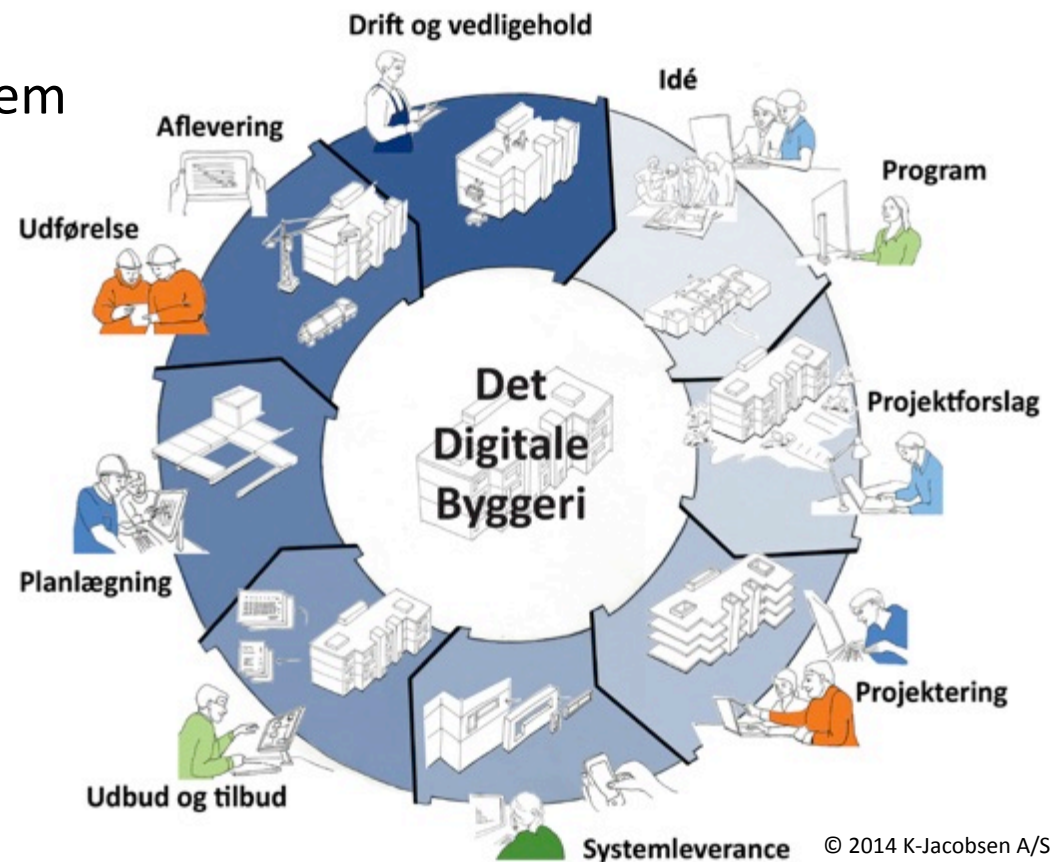 em
Drift og vedligehold
Idé
Aflevering
Program
Udførelse
Det
Digitale
Byggeri
Projektforslag
Planlægning
Projektering
Udbud og tilbud
Systemleverance
© 2014 K-Jacobsen A/S